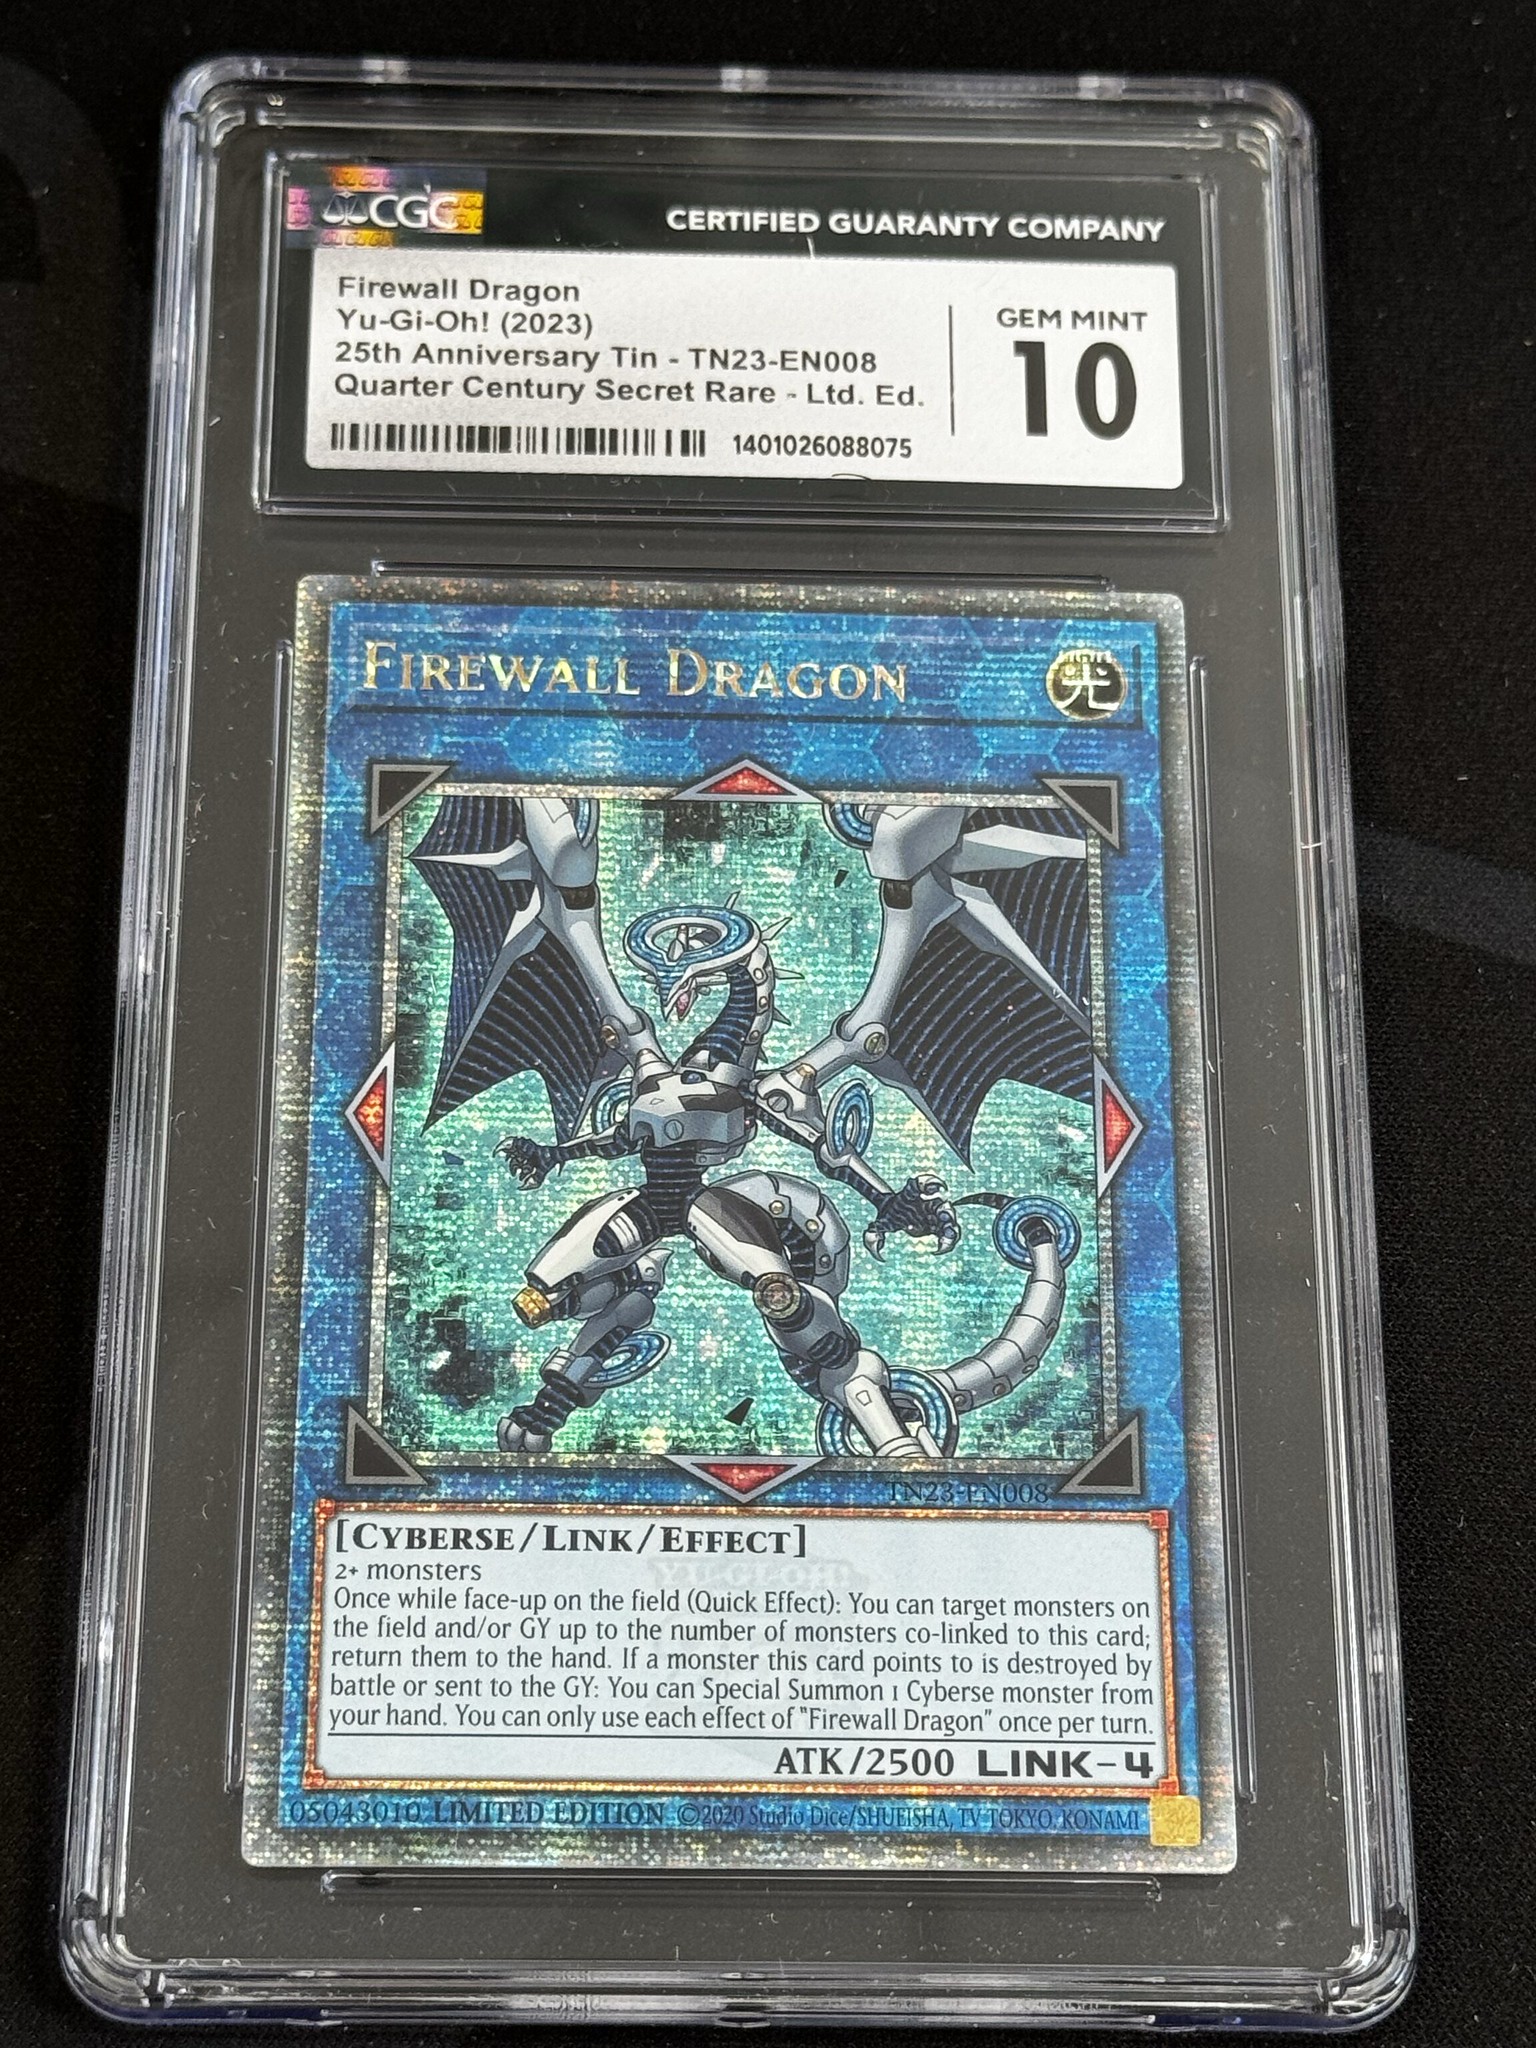 CGC
CERTIFIED GUARANTY COMPANY
Firewall Dragon
Yu-Gi-Oh! (2023)
25th Anniversary Tin - TN23-EN008
Quarter Century Secret Rare - Ltd. Ed.
1401026088075
GEM MINT
10
FIREWALL DRAGON
光
TN23-EN008
[CYBERSE/LINK/EFFECT]
2+ monsters
Once while face-up on the field (Quick Effect): You can target monsters on
the field and/or GY up to the number of monsters co-linked to this card;
return them to the hand. If a monster this card points to is destroyed by
battle or sent to the GY: You can Special Summon 1 Cyberse monster from
your hand. You can only use each effect of "Firewall Dragon" once per turn.
ATK/2500 LINK-4
05043010 LIMITED EDITION ©2020 Studio Dice/SHUEISHA, TV TOKYO, KONAMI